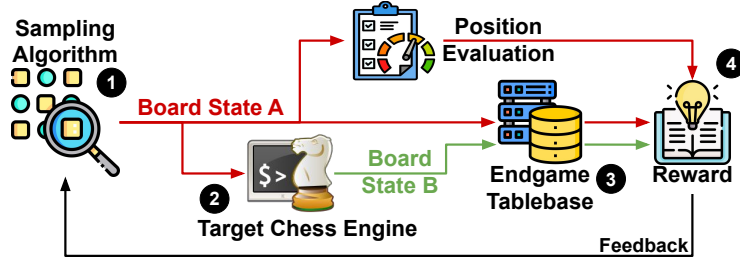 Sampling
Algorithm
1
Board State A
Position
Evaluation
4
2
$ >
Target Chess Engine
Board
State B
Endgame
Tablebase
3
Reward
Feedback